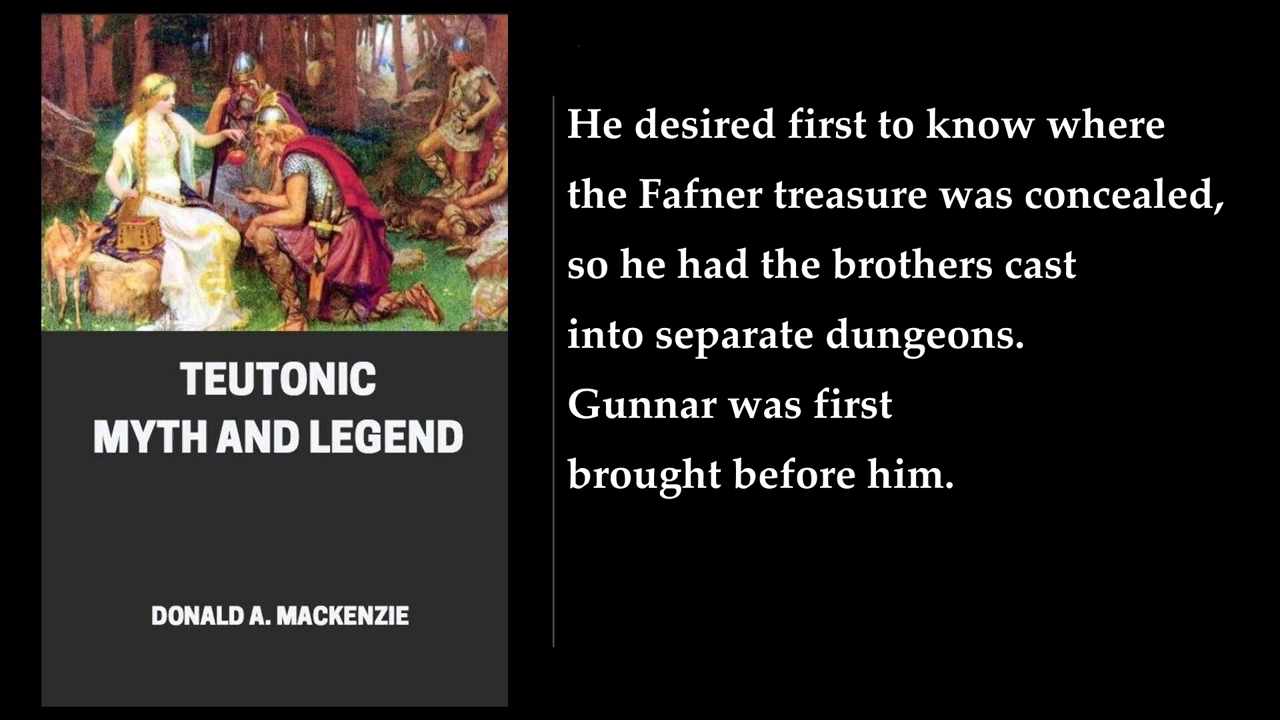 TEUTONIC
MYTH AND LEGEND
DONALD A. MACKENZIE
He desired first to know where
the Fafner treasure was concealed,
so he had the brothers cast
into separate dungeons.
Gunnar was first
brought before him.